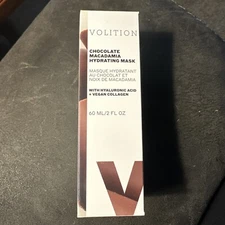 VOLITION
CHOCOLATE
MACADAMIA
HYDRATING MASK
MASQUE HYDRATANT
AU CHOCOLAT ET
NOIX DE MACADAMIA
WITH HYALURONIC ACID
+ VEGAN COLLAGEN
60 ML/2 FL OZ
V